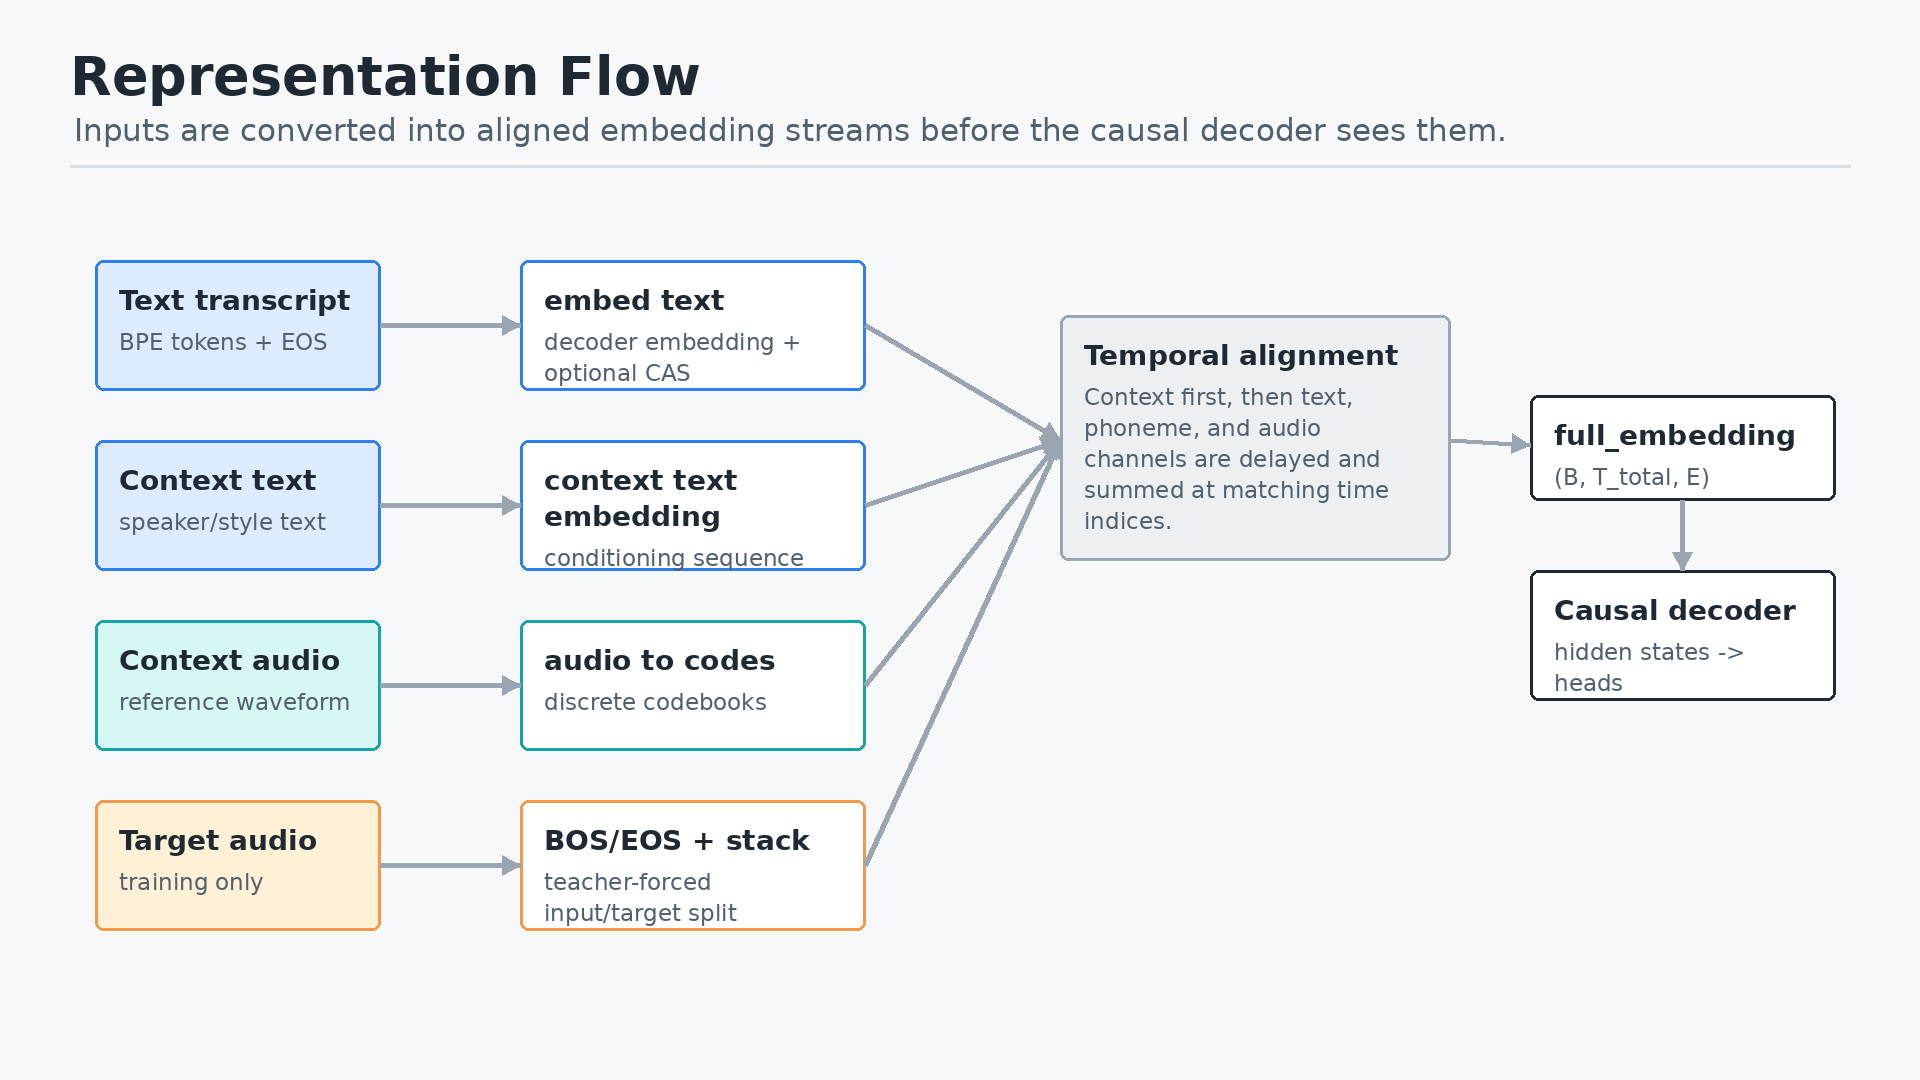 Representation Flow
Inputs are converted into aligned embedding streams before the causal decoder sees them.
Text transcript
BPE tokens + EOS
embed text
decoder embedding +
optional CAS
Context text
speaker/style text
context text
embedding
conditioning sequence
Context audio
reference waveform
audio to codes
discrete codebooks
Target audio
training only
BOS/EOS + stack
teacher-forced
input/target split
Temporal alignment
Context first, then text,
phoneme, and audio
channels are delayed and
summed at matching time
indices.
full_embedding
(B, T_total, E)
Causal decoder
hidden states ->
heads